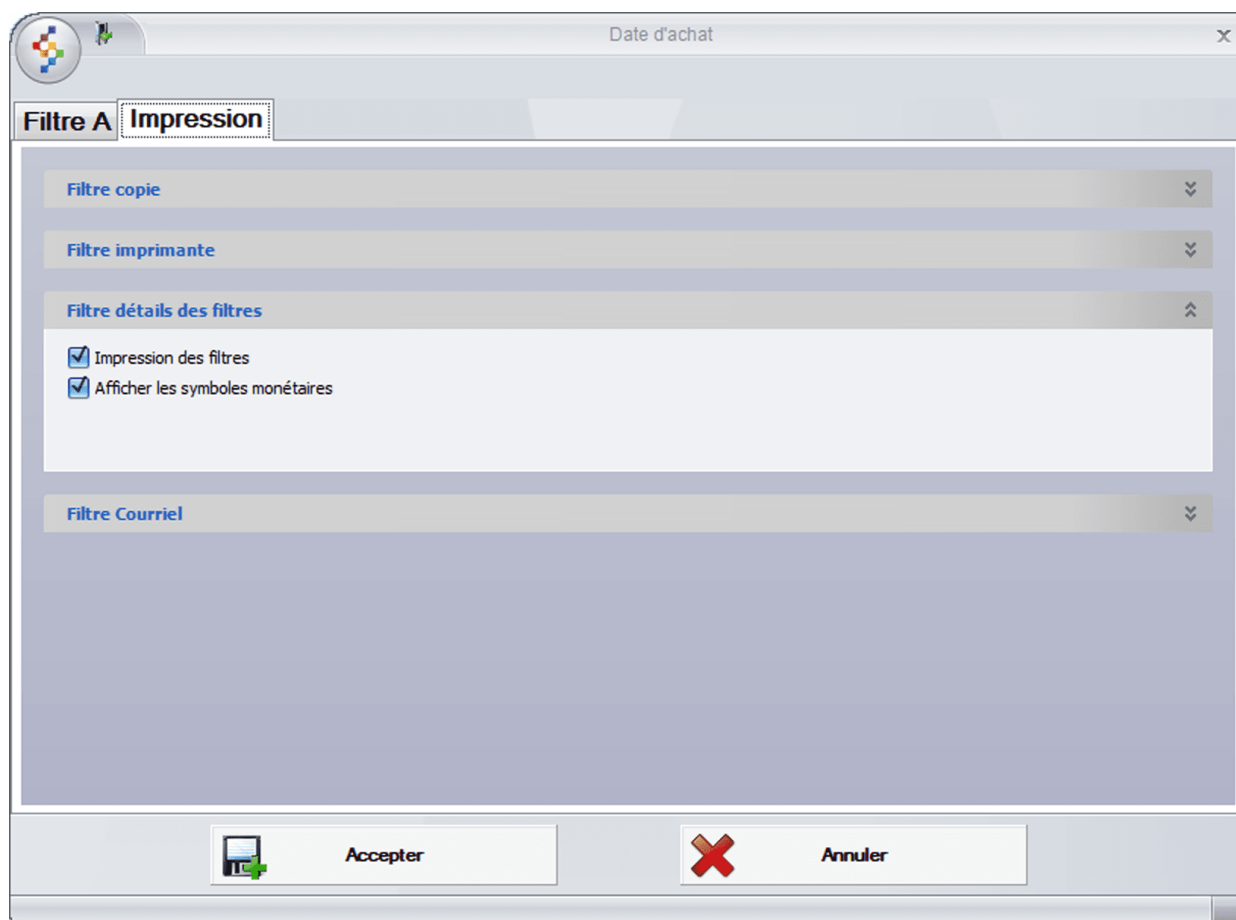 Date d'achat
Filtre A
Impression
Filtre copie
Filtre imprimante
Filtre détails des filtres
Impression des filtres
Afficher les symboles monétaires
Filtre Courriel
Accepter
Annuler